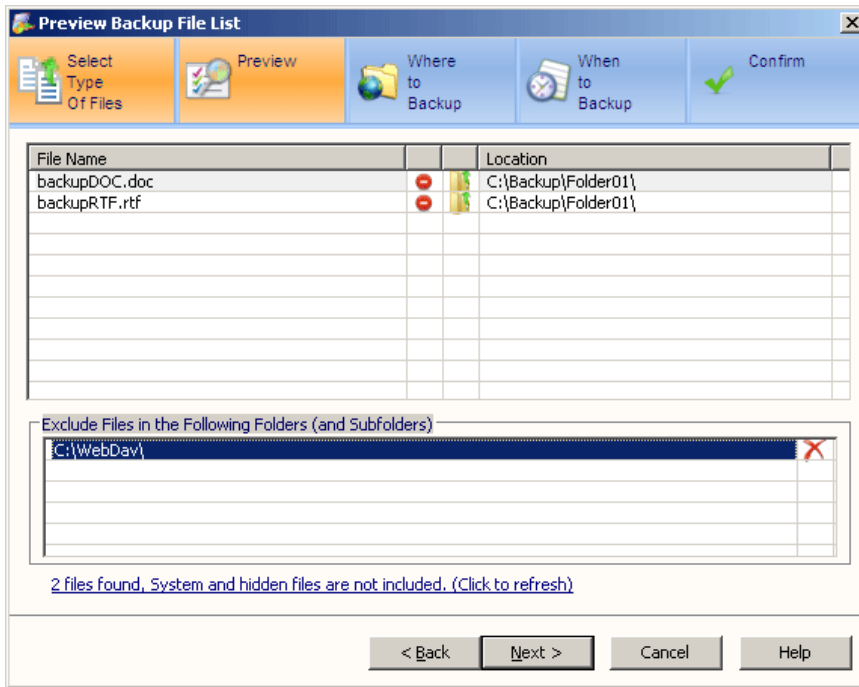 Preview Backup File List
Select
Type
Of Files
Preview
Where
to
Backup
When
to
Backup
Confirm
File Name Location
backupDOC.doc C:\Backup\Folder01\
backupRTF.rtf C:\Backup\Folder01\
Exclude Files in the Following Folders (and Subfolders)
C:\WebDav\
2 files found, System and hidden files are not included. (Click to refresh)
< Back Next > Cancel Help